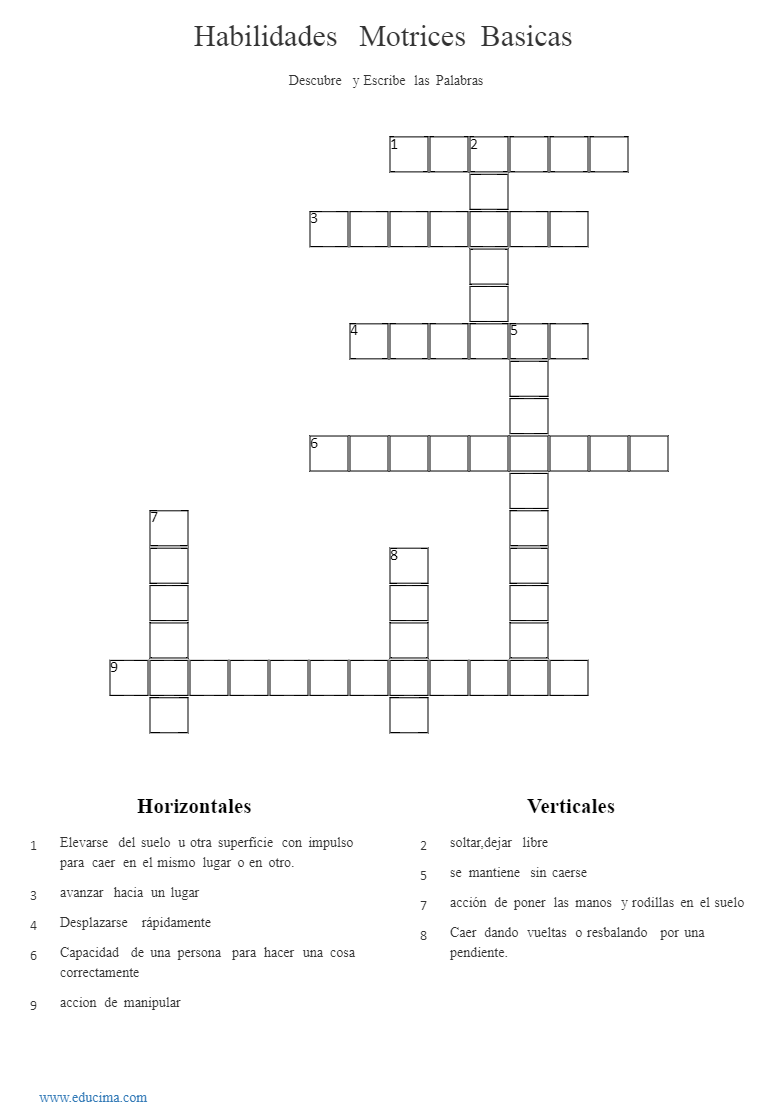 Habilidades Motrices Basicas
Descubre y Escribe las Palabras
1
2
3
4
5
6
7
8
9
Horizontales
1 Elevarse del suelo u otra superficie con impulso
para caer en el mismo lugar o en otro.
3 avanzar hacia un lugar
4 Desplazarse rápidamente
6 Capacidad de una persona para hacer una cosa
correctamente
9 accion de manipular
Verticales
2 soltar,dejar libre
5 se mantiene sin caerse
7 acción de poner las manos y rodillas en el suelo
8 Caer dando vueltas o resbalando por una
pendiente.
www.educima.com